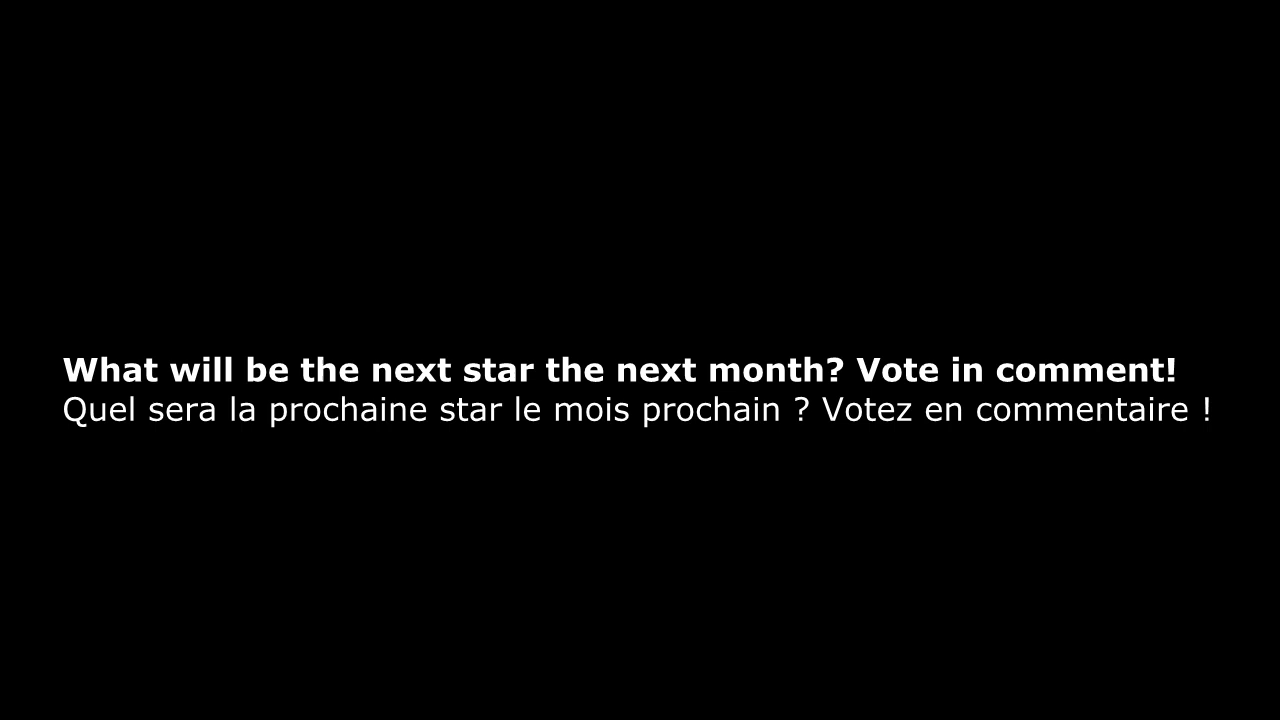 What will be the next star the next month? Vote in comment!
Quel sera la prochaine star le mois prochain ? Votez en commentaire !